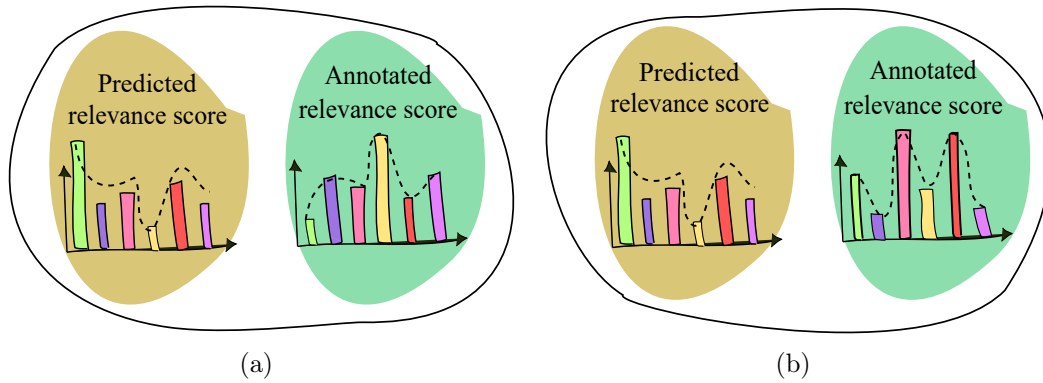 Predicted
relevance score
Annotated
relevance score
(a)
Predicted
relevance score
Annotated
relevance score
(b)